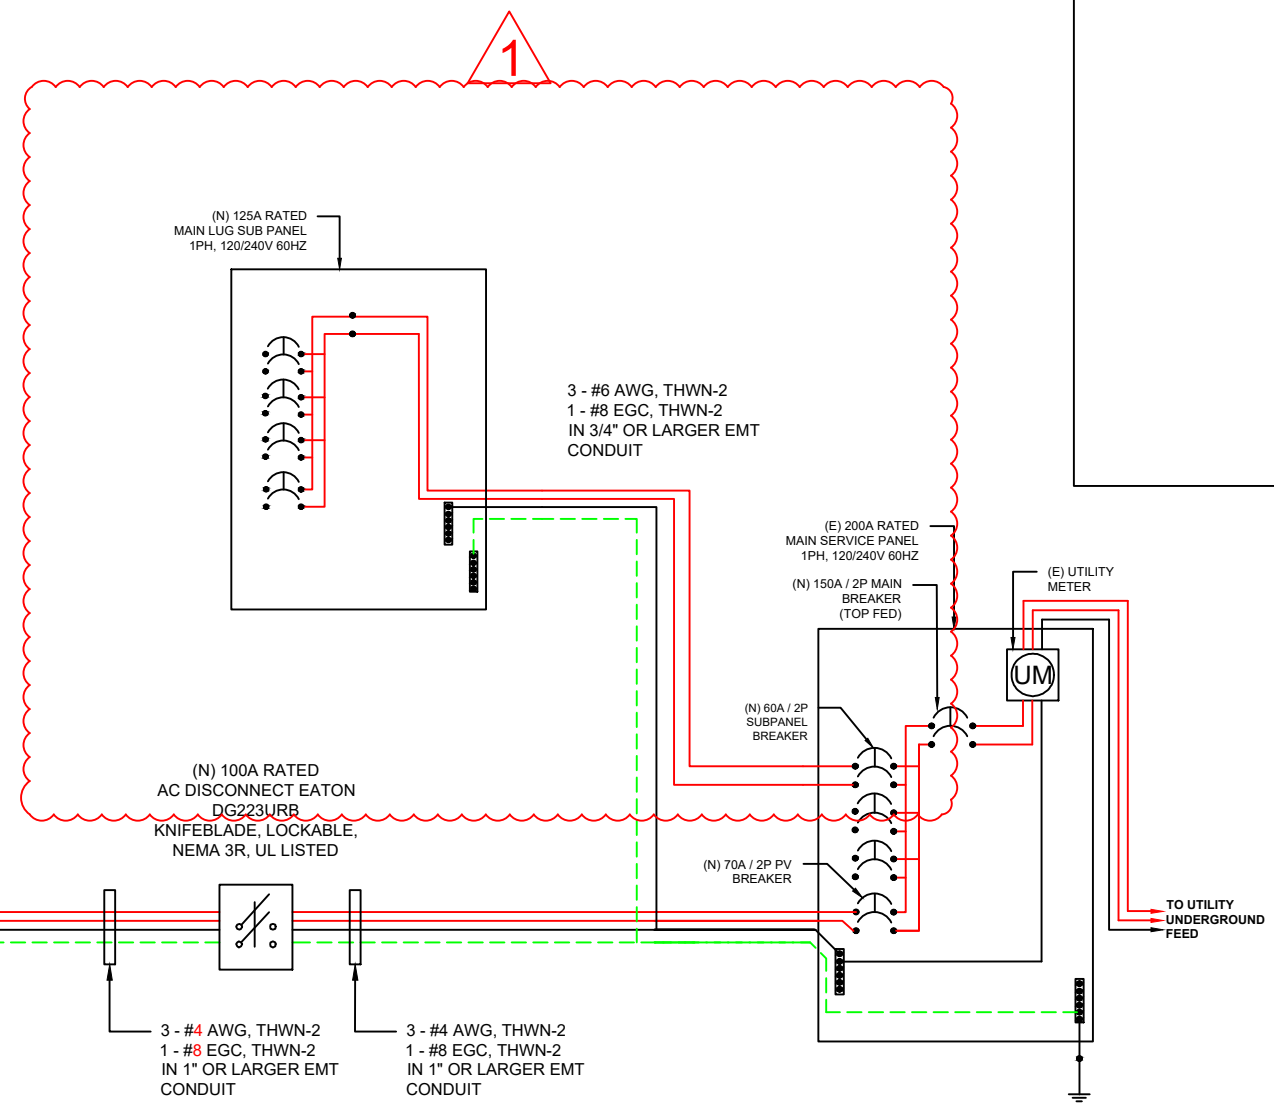 1
(N) 125A RATED
MAIN LUG SUB PANEL
1PH, 120/240V 60HZ
3 - #6 AWG, THWN-2
1 - #8 EGC, THWN-2
IN 3/4" OR LARGER EMT
CONDUIT
(E) 200A RATED
MAIN SERVICE PANEL
1PH, 120/240V 60HZ
(N) 150A / 2P MAIN
BREAKER
(TOP FED)
(E) UTILITY
METER
UM
(N) 60A / 2P
SUBPANEL
BREAKER
(N) 100A RATED
AC DISCONNECT EATON
DG223URB
KNIFEBLADE, LOCKABLE,
NEMA 3R, UL LISTED
(N) 70A / 2P PV
BREAKER
TO UTILITY
UNDERGROUND
FEED
3 - #4 AWG, THWN-2
1 - #8 EGC, THWN-2
IN 1" OR LARGER EMT
CONDUIT
3 - #4 AWG, THWN-2
1 - #8 EGC, THWN-2
IN 1" OR LARGER EMT
CONDUIT